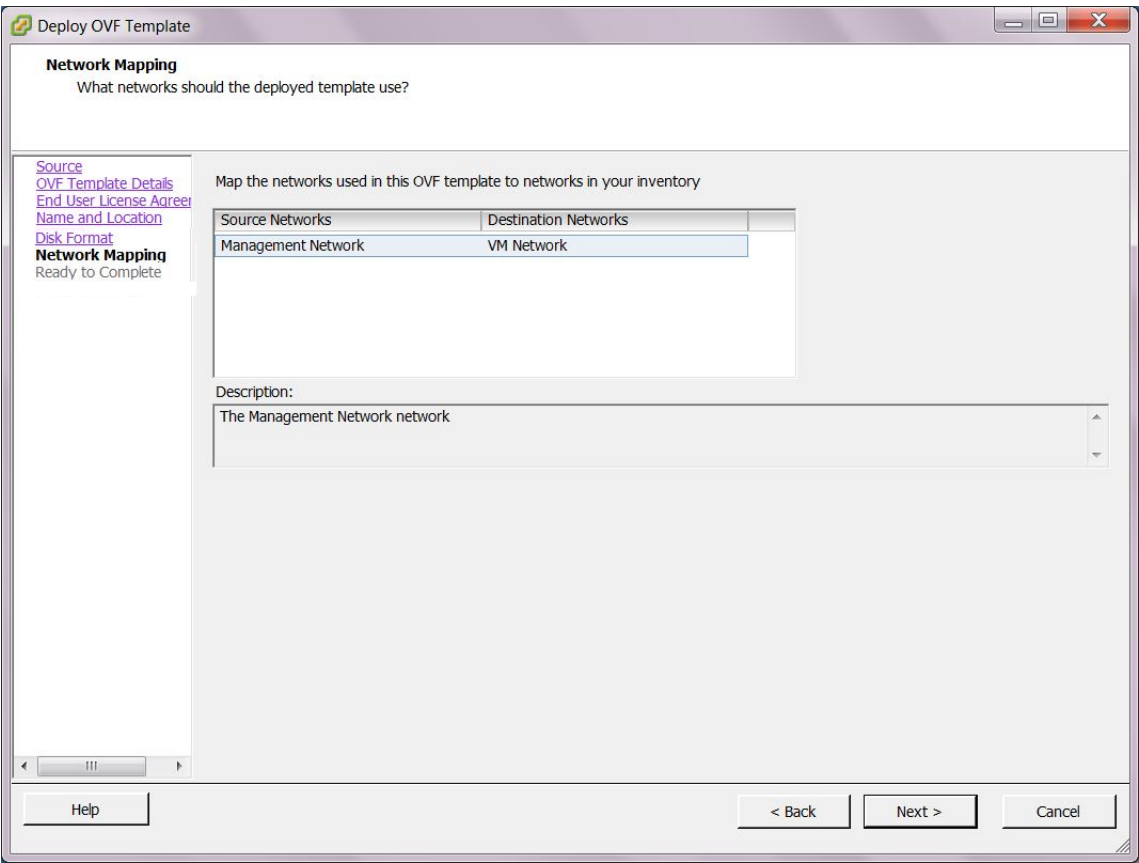 Deploy OVF Template
Network Mapping
What networks should the deployed template use?
Source
OVF Template Details
End User License Agreer
Name and Location
Disk Format
Network Mapping
Ready to Complete
Map the networks used in this OVF template to networks in your inventory
Source Networks Destination Networks
Management Network VM Network
Description:
The Management Network network
Help < Back Next > Cancel